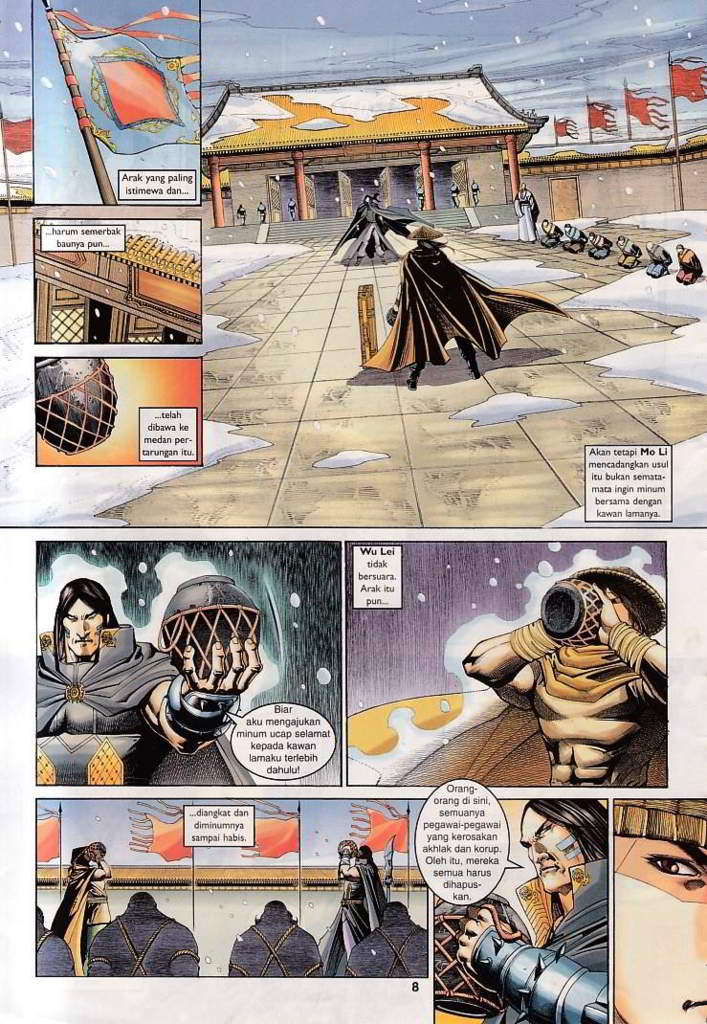 Arak yang paling
istimewa dan...
...harum semerbak
baunya pun...
...telah
dibawa ke
medan per-
tarungan itu.
Akan tetapi Mo Li
mencadangkan usul
itu bukan semata-
mata ingin minum
bersama dengan
kawan lamanya.
Biar
aku mengajukan
minum ucap selamat
kepada kawan
lamaku terlebih
dahulu!
Wu Lei
tidak
bersuara.
Arak itu
pun...
...diangkat dan
diminumnya
sampai habis.
Orang-
orang di sini,
semuanya
pegawai-pegawai
yang kerosakan
akhlak dan korup.
Oleh itu, mereka
semua harus
dihapus-
kan.
8